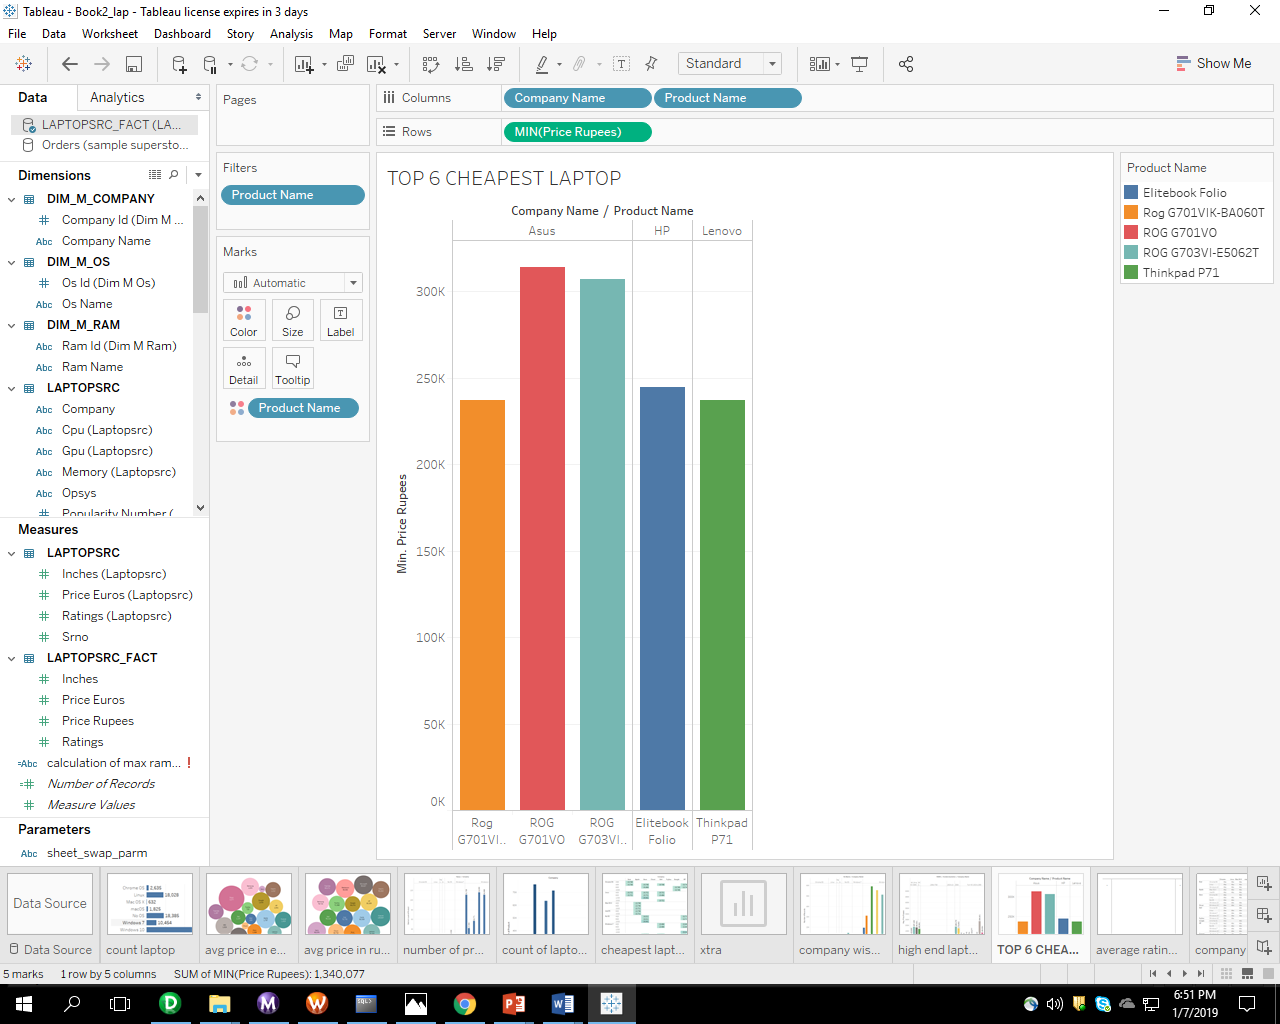 Tableau - Book2_lap - Tableau license expires in 3 days
File Data Worksheet Dashboard Story Analysis Map Format Server Window Help
Standard
Show Me
Data Analytics
LAPTOPSRC_FACT (LA...
Orders (sample supersto...
Dimensions
DIM_M_COMPANY
Company Id (Dim M ...
Abc Company Name
DIM_M_OS
Os Id (Dim M Os)
Abc Os Name
DIM_M_RAM
Abc Ram Id (Dim M Ram)
Abc Ram Name
LAPTOPSRC
Abc Company
Abc Cpu (Laptopsrc)
Abc Gpu (Laptopsrc)
Abc Memory (Laptopsrc)
Abc Opsys
Popularity Number (
Measures
LAPTOPSRC
Inches (Laptopsrc)
Price Euros (Laptopsrc)
Ratings (Laptopsrc)
Srno
LAPTOPSRC_FACT
Inches
Price Euros
Price Rupees
Ratings
=Abc calculation of max ram... !
Number of Records
Measure Values
Parameters
Abc sheet_swap_parm
Pages
Filters
Product Name
Marks
Automatic
Color Size Label
Detail Tooltip
Product Name
Columns Company Name Product Name
Rows MIN(Price Rupees)
TOP 6 CHEAPEST LAPTOP
Company Name / Product Name
Asus HP Lenovo
300K
250K
200K
150K
100K
50K
0K
Min. Price Rupees
Rog G701VI.. ROG G701VO ROG G703VI.. Elitebook Folio Thinkpad P71
Product Name
Elitebook Folio
Rog G701VIK-BA060T
ROG G701VO
ROG G703VI-E5062T
Thinkpad P71
Data Source
Data Source count laptop avg price in e... avg price in ru... number of pr... count of lapto... cheapest lapt... xtra company wis... high end lapt... TOP 6 CHEA... average ratin... company
5 marks 1 row by 5 columns SUM of MIN(Price Rupees): 1,340,077
6:51 PM
1/7/2019